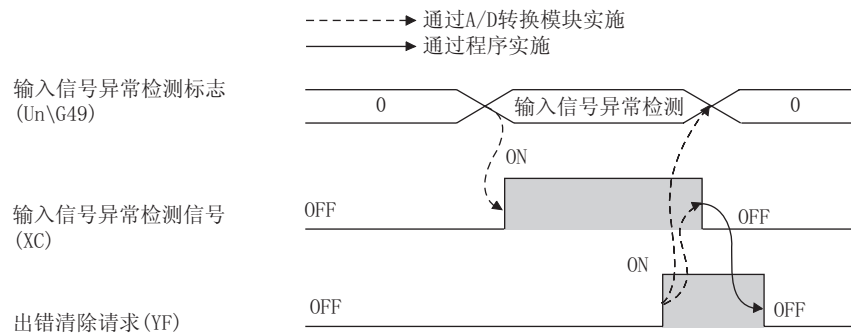 通过A/D转换模块实施
通过程序实施
输入信号异常检测标志
(Un\G49)
0
输入信号异常检测
0
ON
输入信号异常检测信号
(XC)
OFF
OFF
ON
出错清除请求(YF)
OFF
OFF